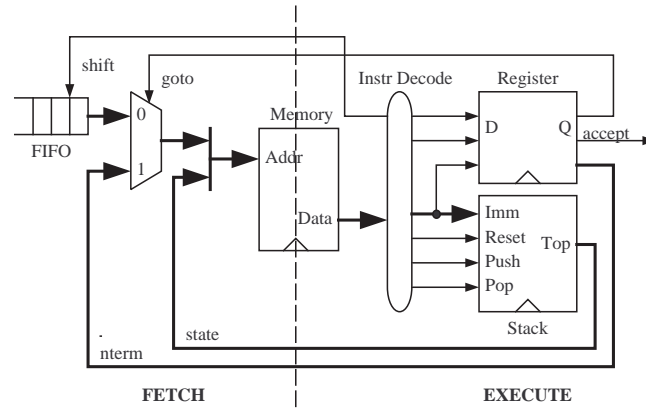 shift
goto
Instr Decode
Register
Memory
0
D
Q
accept
FIFO
Addr
1
Imm
Data
Reset
Top
Push
Pop
state
Stack
nterm
FETCH
EXECUTE